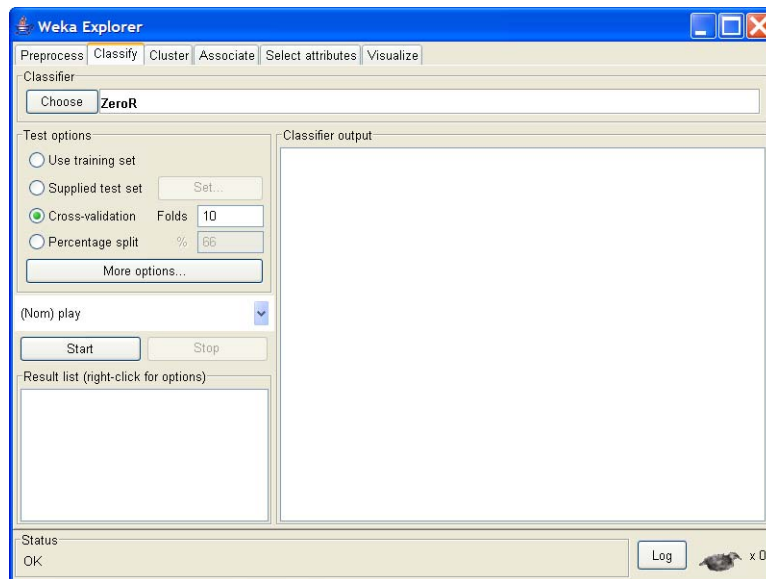 Weka Explorer
Preprocess Classify Cluster Associate Select attributes Visualize
Classifier
Choose ZeroR
Test options
Use training set
Supplied test set Set...
Cross-validation Folds 10
Percentage split % 66
More options...
(Nom) play
Start Stop
Result list (right-click for options)
Classifier output
Status
OK
Log x 0